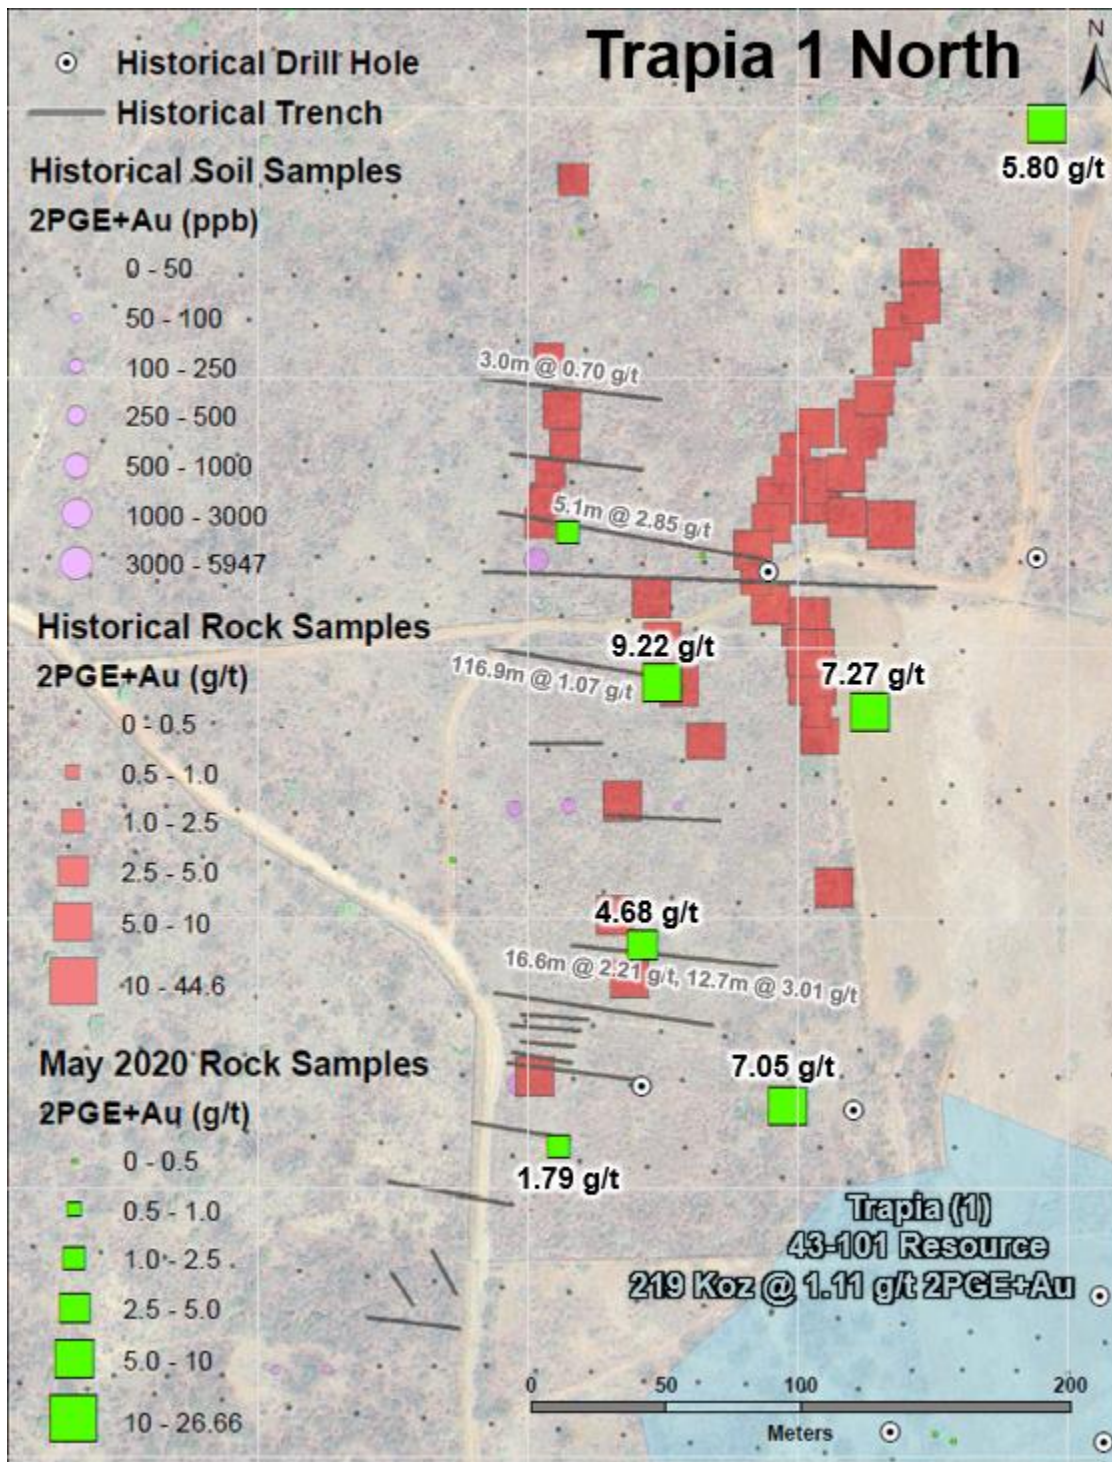 Trapia 1 North
N
Historical Drill Hole
Historical Trench
Historical Soil Samples
2PGE+Au (ppb)
0 - 50
50 - 100
100 - 250
250 - 500
500 - 1000
1000 - 3000
3000 - 5947
Historical Rock Samples
2PGE+Au (g/t)
0 - 0.5
0.5 - 1.0
1.0 - 2.5
2.5 - 5.0
5.0 - 10
10 - 44.6
May 2020 Rock Samples
2PGE+Au (g/t)
0 - 0.5
0.5 - 1.0
1.0 - 2.5
2.5 - 5.0
5.0 - 10
10 - 26.66
5.80 g/t
3.0m @ 0.70 g/t
5.1m @ 2.85 g/t
9.22 g/t
116.9m @ 1.07 g/t
7.27 g/t
4.68 g/t
16.6m @ 2.21 g/t, 12.7m @ 3.01 g/t
7.05 g/t
1.79 g/t
Trapia (1)
43-101 Resource
219 Koz @ 1.11 g/t 2PGE+Au
0 50 100 200
Meters